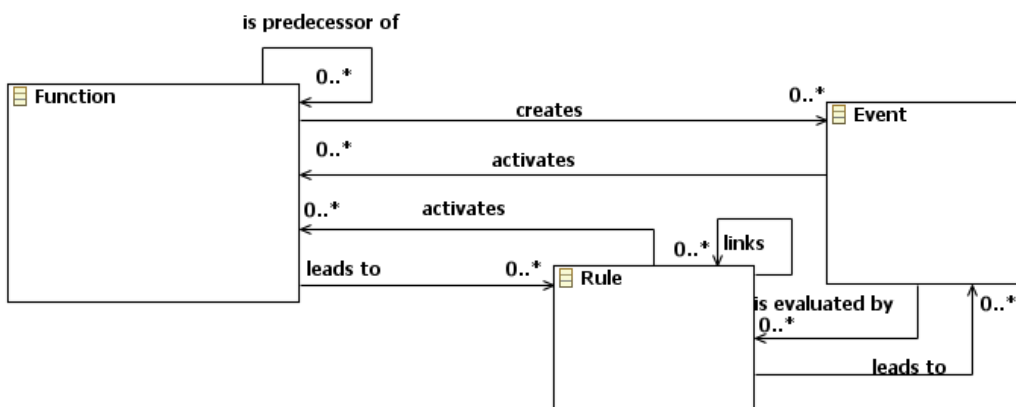 is predecessor of
0..*
Function
0..*
Event
creates
0..*
activates
0..*
activates
0..*
links
leads to
0..*
Rule
is evaluated by
0..*
0..*
leads to